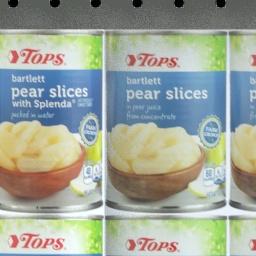 TOPS
bartlett
pear slices
with Splenda
packed in water
TOPS
bartlett
pear slices
in pear juice
from concentrate
TOPS
TOPS